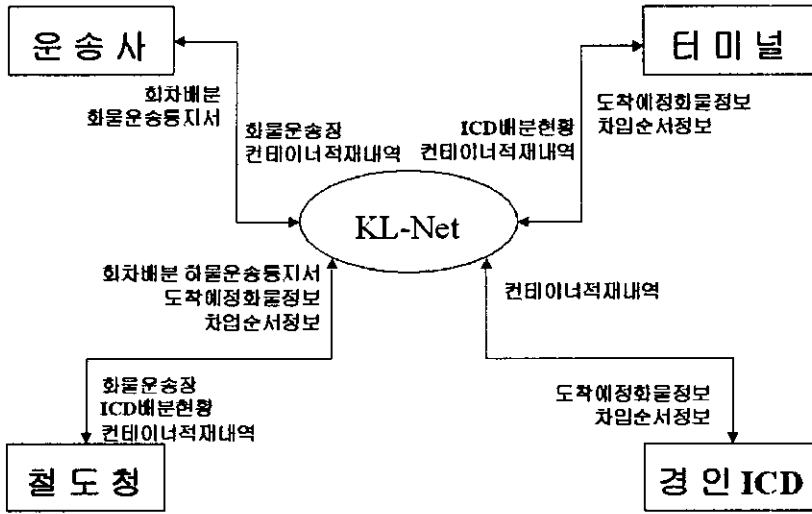 운 송 사
터 미 널
회차배분
화물운송통지서
화물운송장
컨테이너적재내역
ICD배분현황
컨테이너적재내역
도착예정화물정보
차입순서정보
KL-Net
회차배분 하물운송통지서
도착예정화물정보
차입순서정보
컨테이너적재내역
화물운송장
ICD배분현황
컨테이너적재내역
도착예정화물정보
차입순서정보
철 도 청
경 인 ICD